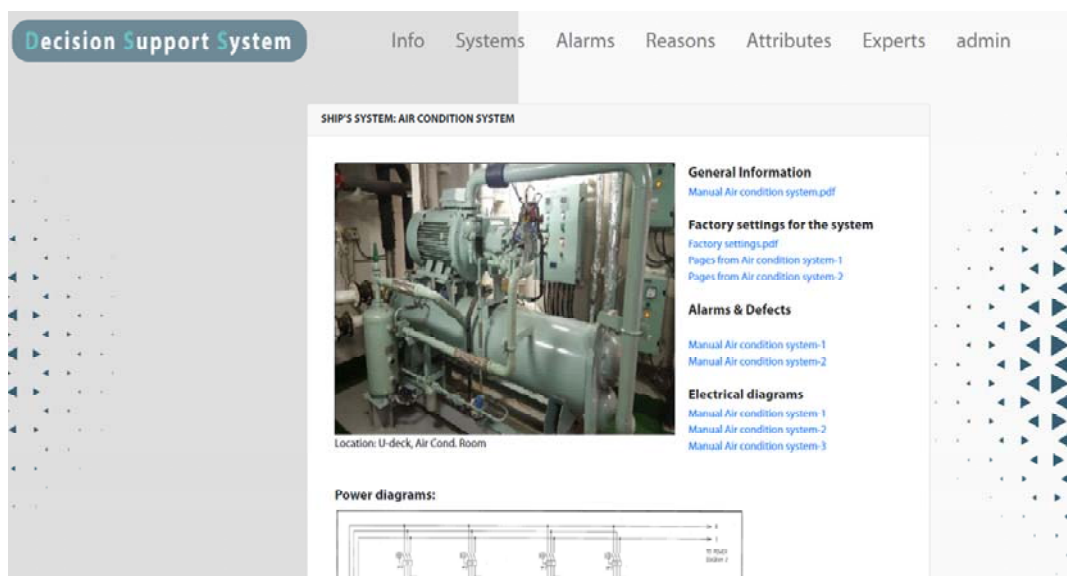 Decision Support System
Info Systems Alarms Reasons Attributes Experts admin
SHIP'S SYSTEM: AIR CONDITION SYSTEM
General Information
Manual Air condition system.pdf
Factory settings for the system
Factory settings.pdf
Pages from Air condition system-1
Pages from Air condition system-2
Alarms & Defects
Manual Air condition system-1
Manual Air condition system-2
Electrical diagrams
Manual Air condition system-1
Manual Air condition system-2
Manual Air condition system-3
Location: U-deck, Air Cond. Room
Power diagrams:
TO POWER
DIAGRAM 2